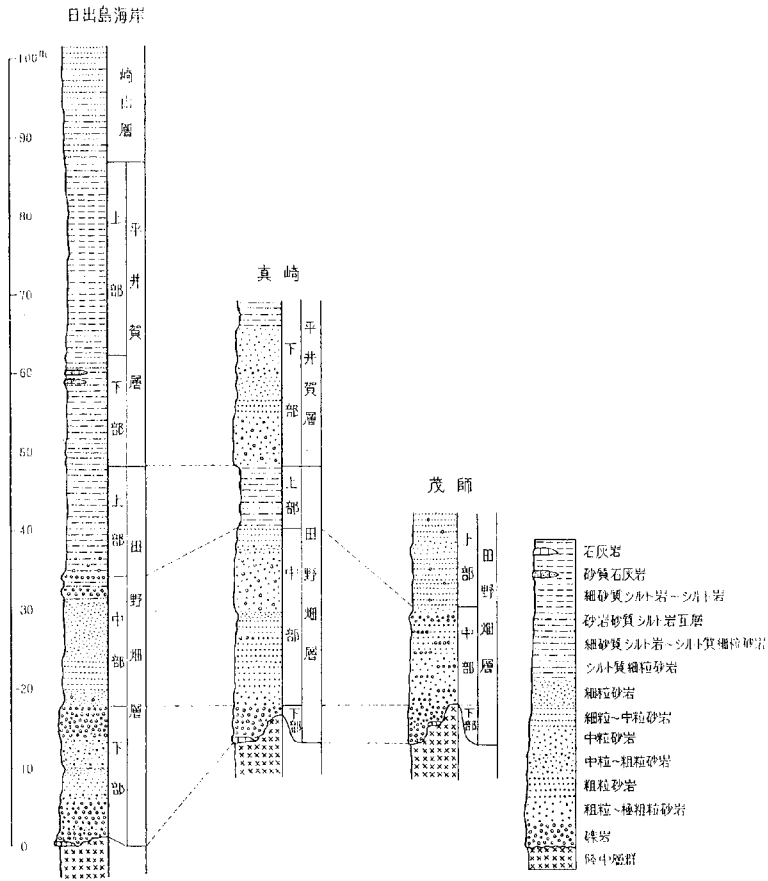 日出島海岸
100m
90
80
70
60
50
40
30
20
10
0
崎山層
上部
平井賀層
下部
上部
田野畑層
中部
下部
真崎
下部
平井賀層
上部
田野畑層
中部
下部
茂師
上部
田野畑層
中部
下部
石灰岩
砂質石灰岩
細砂質シルト岩~シルト岩
砂岩砂質シルト岩互層
細砂質シルト岩~シルト質細粒砂岩
シルト質細粒砂岩
細粒砂岩
細粒~中粒砂岩
中粒砂岩
中粒~粗粒砂岩
粗粒砂岩
粗粒~極粗粒砂岩
礫岩
陸中層群